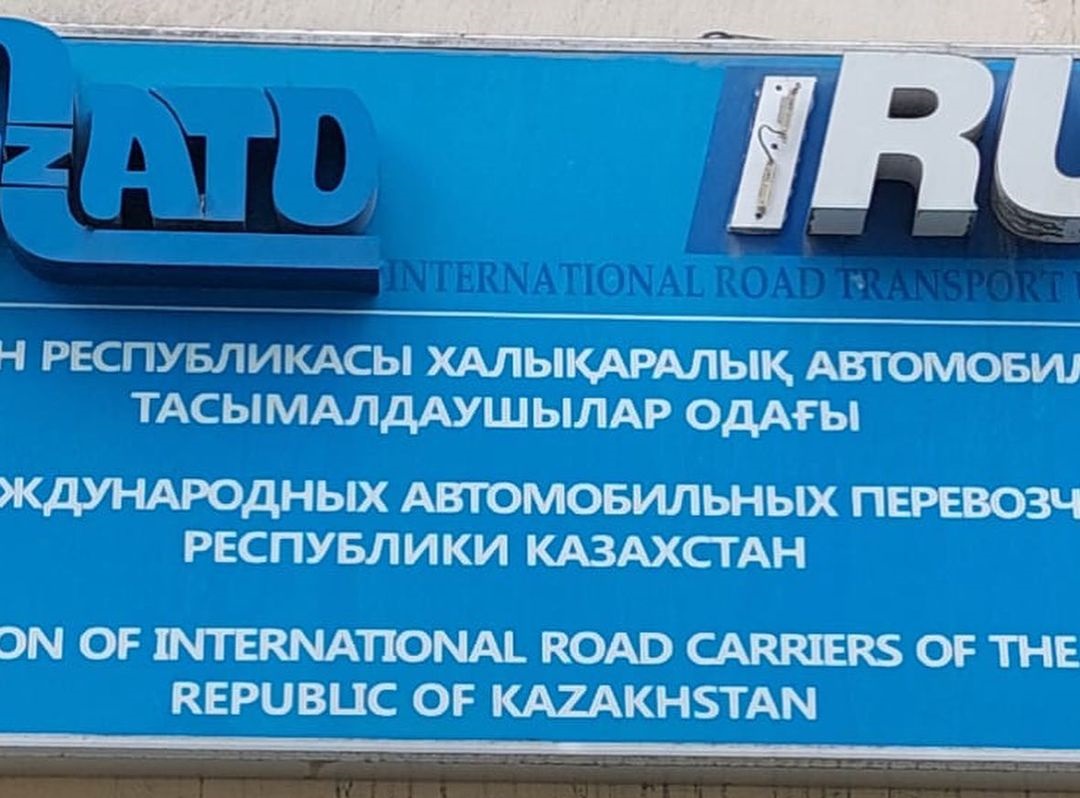 zATO
IRU
INTERNATIONAL ROAD TRANSPORT
Н РЕСПУБЛИКАСЫ ХАЛЫҚАРАЛЫҚ АВТОМОБИЛ
ТАСЫМАЛДАУШЫЛАР ОДАҒЫ
ЖДУНАРОДНЫХ АВТОМОБИЛЬНЫХ ПЕРЕВОЗЧ
РЕСПУБЛИКИ КАЗАХСТАН
ON OF INTERNATIONAL ROAD CARRIERS OF THE
REPUBLIC OF KAZAKHSTAN